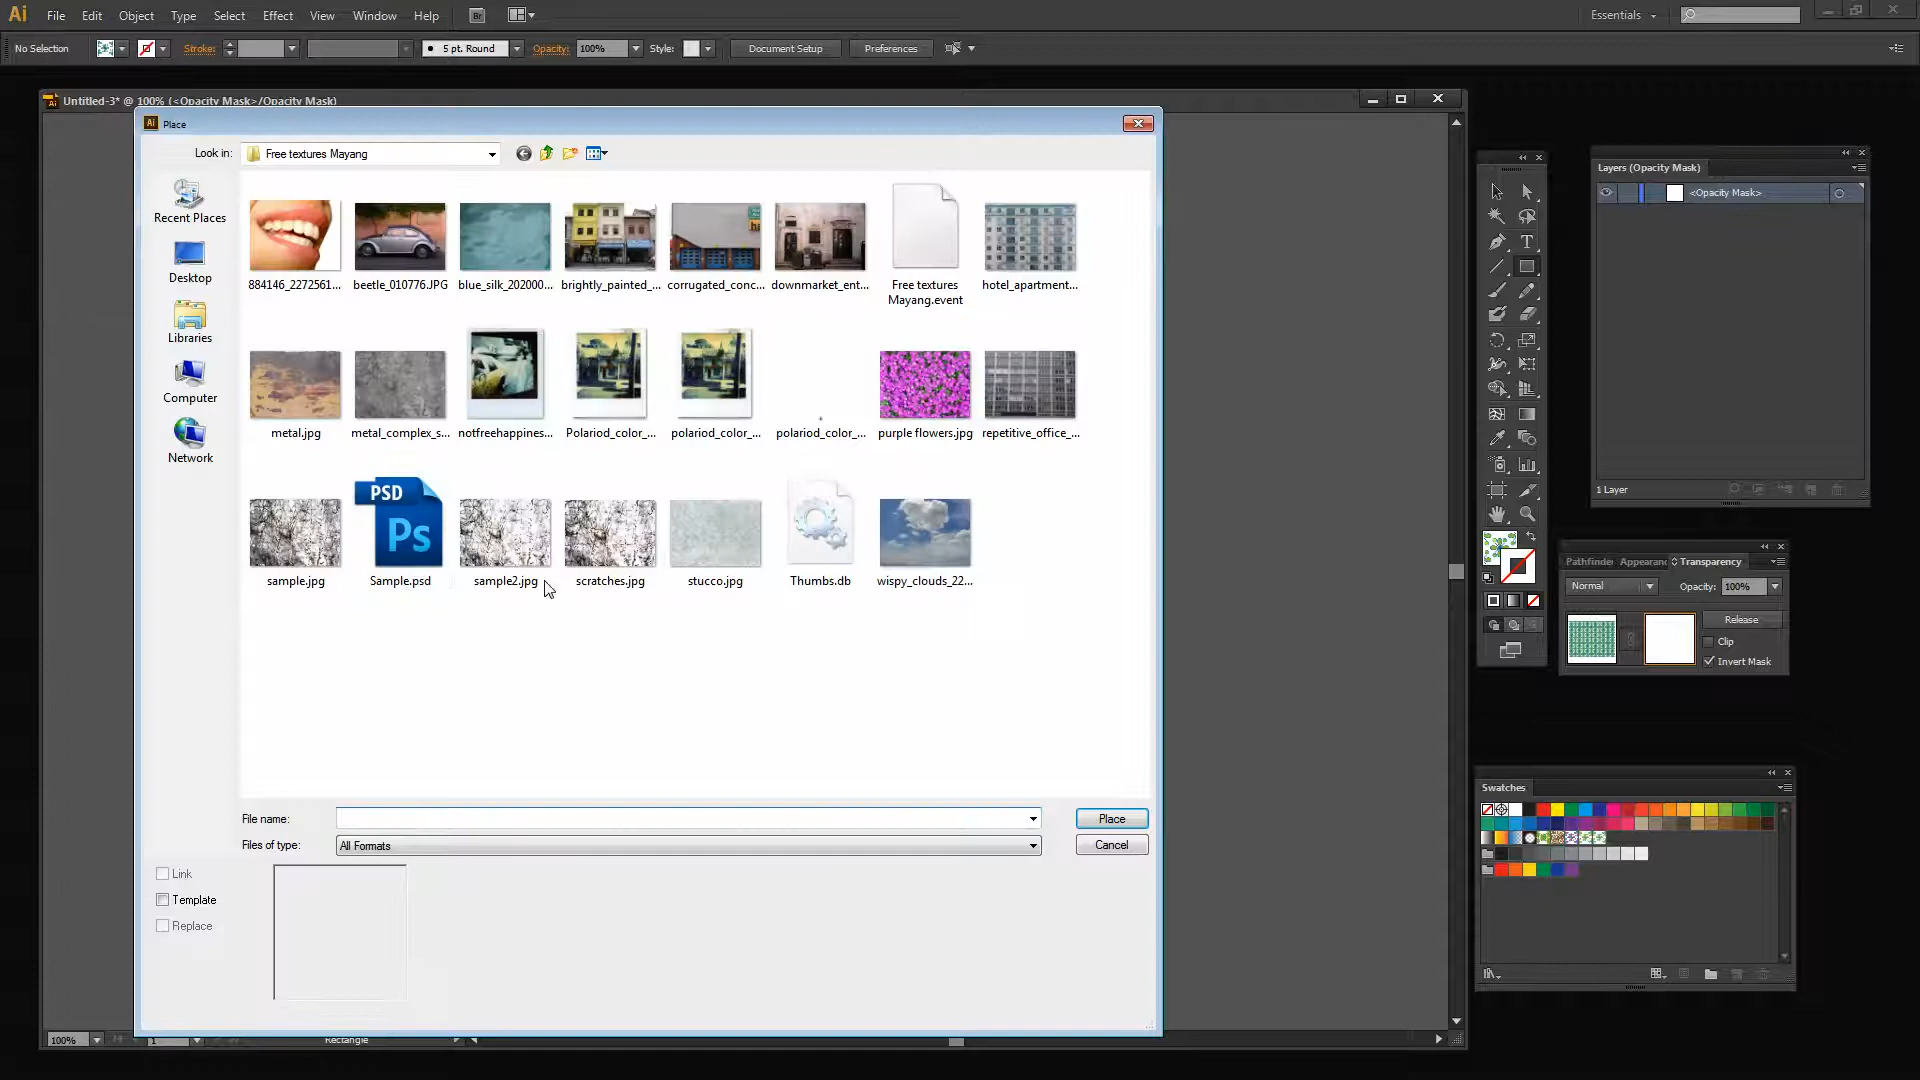 Ai File Edit Object Type Select Effect View Window Help Br Essentials
No Selection Stroke: 5 pt. Round Opacity: 100% Style: Document Setup Preferences
Untitled-3* @ 100% (<Opacity Mask>/Opacity Mask)
Place
Look in: Free textures Mayang
Recent Places
Desktop
Libraries
Computer
Network
884146_2272561... beetle_010776.JPG blue_silk_202000... brightly_painted_... corrugated_conc... downmarket_ent... Free textures Mayang.event hotel_apartment...
metal.jpg metal_complex_s... notfreehappines... Polariod_color_... polariod_color_... polariod_color_... purple flowers.jpg repetitive_office_...
PSD
Ps
sample.jpg Sample.psd sample2.jpg scratches.jpg stucco.jpg Thumbs.db wispy_clouds_22...
File name: Place
Files of type: All Formats Cancel
Link
Template
Replace
100% 1 Rectangle
Layers (Opacity Mask)
<Opacity Mask>
1 Layer
Pathfinder Appearanc Transparency
Normal Opacity: 100%
Release
Clip
Invert Mask
Swatches